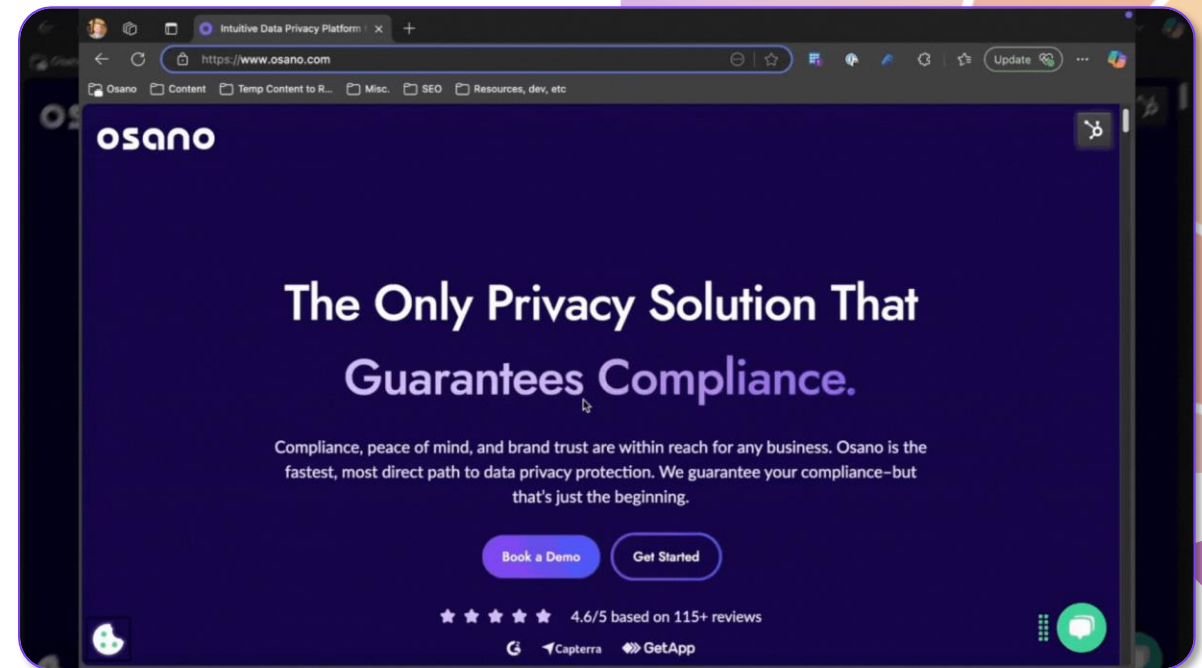 Intuitive Data Privacy Platform
https://www.osano.com
Update
Osano Content Temp Content to R... Misc. SEO Resources, dev, etc
osano
The Only Privacy Solution That
Guarantees Compliance.
Compliance, peace of mind, and brand trust are within reach for any business. Osano is the
fastest, most direct path to data privacy protection. We guarantee your compliance–but
that's just the beginning.
Book a Demo Get Started
4.6/5 based on 115+ reviews
Capterra GetApp